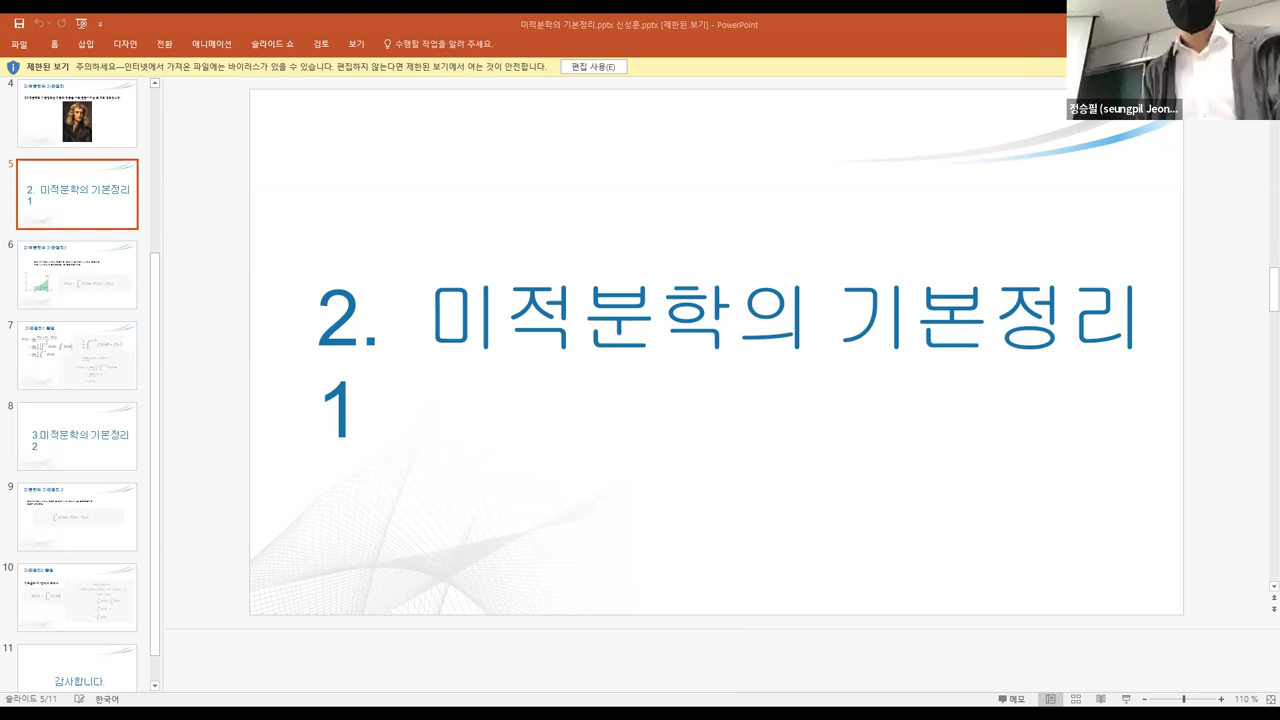 미적분학의 기본정리.pptx 신성훈.pptx [제한된 보기] - PowerPoint
파일 홈 삽입 디자인 전환 애니메이션 슬라이드 쇼 검토 보기 수행할 작업을 알려 주세요.
제한된 보기 주의하세요—인터넷에서 가져온 파일에는 바이러스가 있을 수 있습니다. 편집하지 않는다면 제한된 보기에서 여는 것이 안전합니다. 편집 사용(E)
정승필 (seungpil Jeon...
4
5
2. 미적분학의 기본정리
1
6
7
8
3.미적분학의 기본정리
2
9
10
11
감사합니다.
2. 미적분학의 기본정리
1
슬라이드 5/11 한국어 메모 110 %